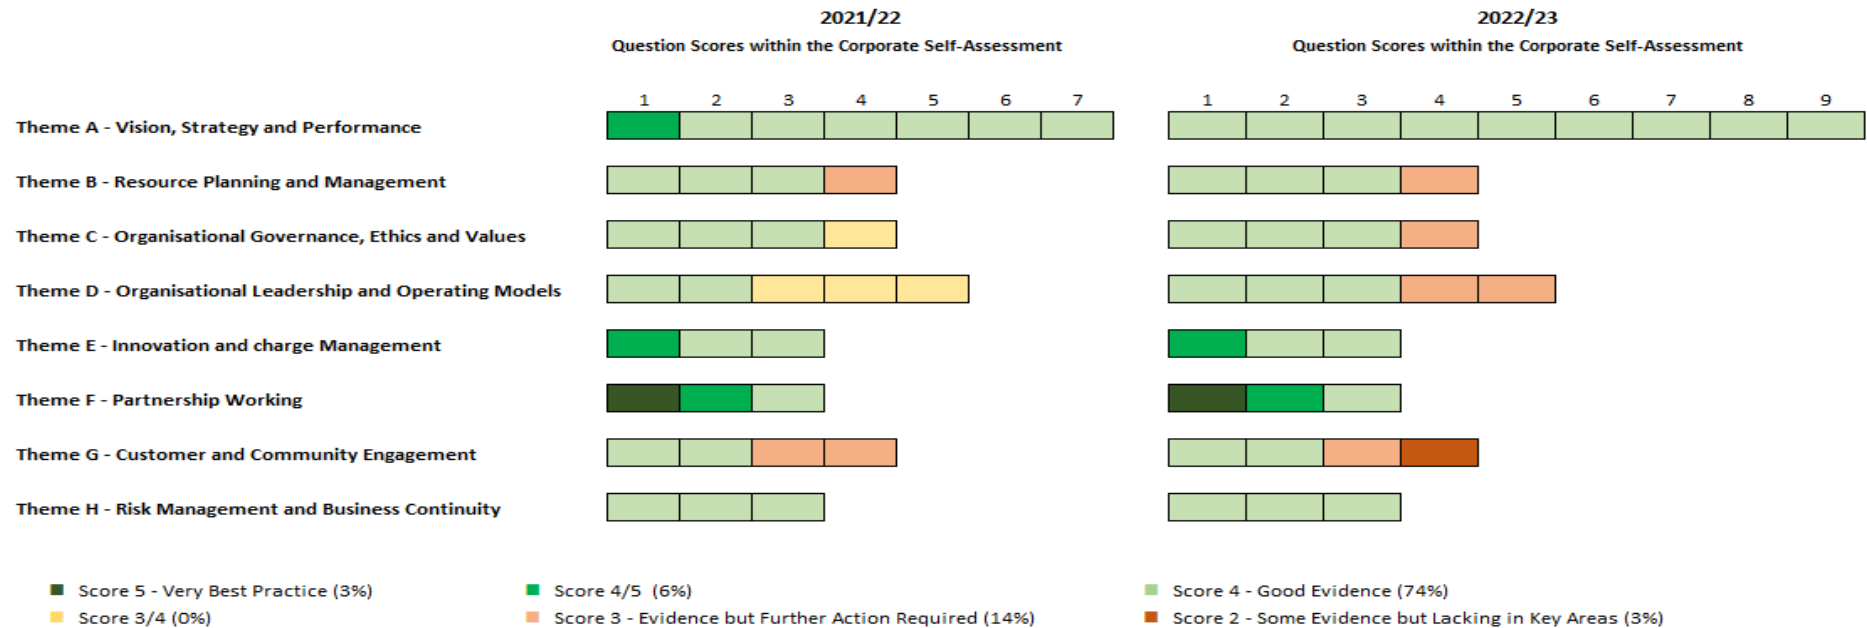 2021/22
Question Scores within the Corporate Self-Assessment
2022/23
Question Scores within the Corporate Self-Assessment
1 2 3 4 5 6 7
1 2 3 4 5 6 7 8 9
Theme A - Vision, Strategy and Performance
Theme B - Resource Planning and Management
Theme C - Organisational Governance, Ethics and Values
Theme D - Organisational Leadership and Operating Models
Theme E - Innovation and charge Management
Theme F - Partnership Working
Theme G - Customer and Community Engagement
Theme H - Risk Management and Business Continuity
Score 5 - Very Best Practice (3%)
Score 4/5 (6%)
Score 4 - Good Evidence (74%)
Score 3/4 (0%)
Score 3 - Evidence but Further Action Required (14%)
Score 2 - Some Evidence but Lacking in Key Areas (3%)